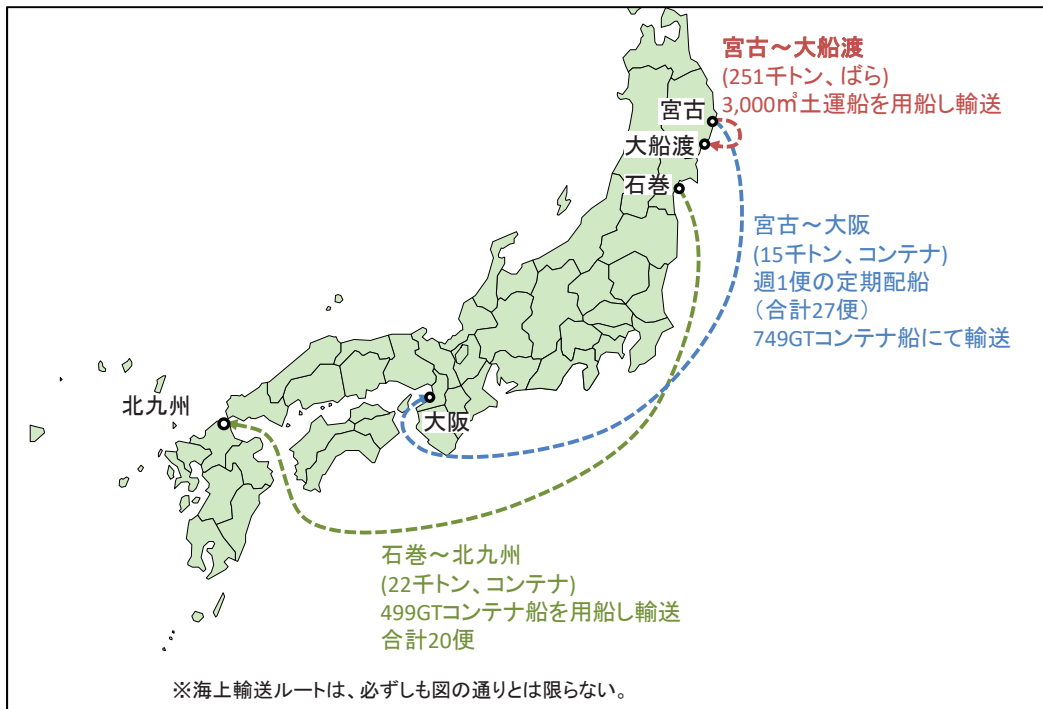 宮古~大船渡
(251千トン、ばら)
3,000㎥土運船を用船し輸送
宮古
大船渡
石巻
宮古~大阪
(15千トン、コンテナ)
週1便の定期配船
(合計27便)
749GTコンテナ船にて輸送
北九州
大阪
石巻~北九州
(22千トン、コンテナ)
499GTコンテナ船を用船し輸送
合計20便
※海上輸送ルートは、必ずしも図の通りとは限らない。